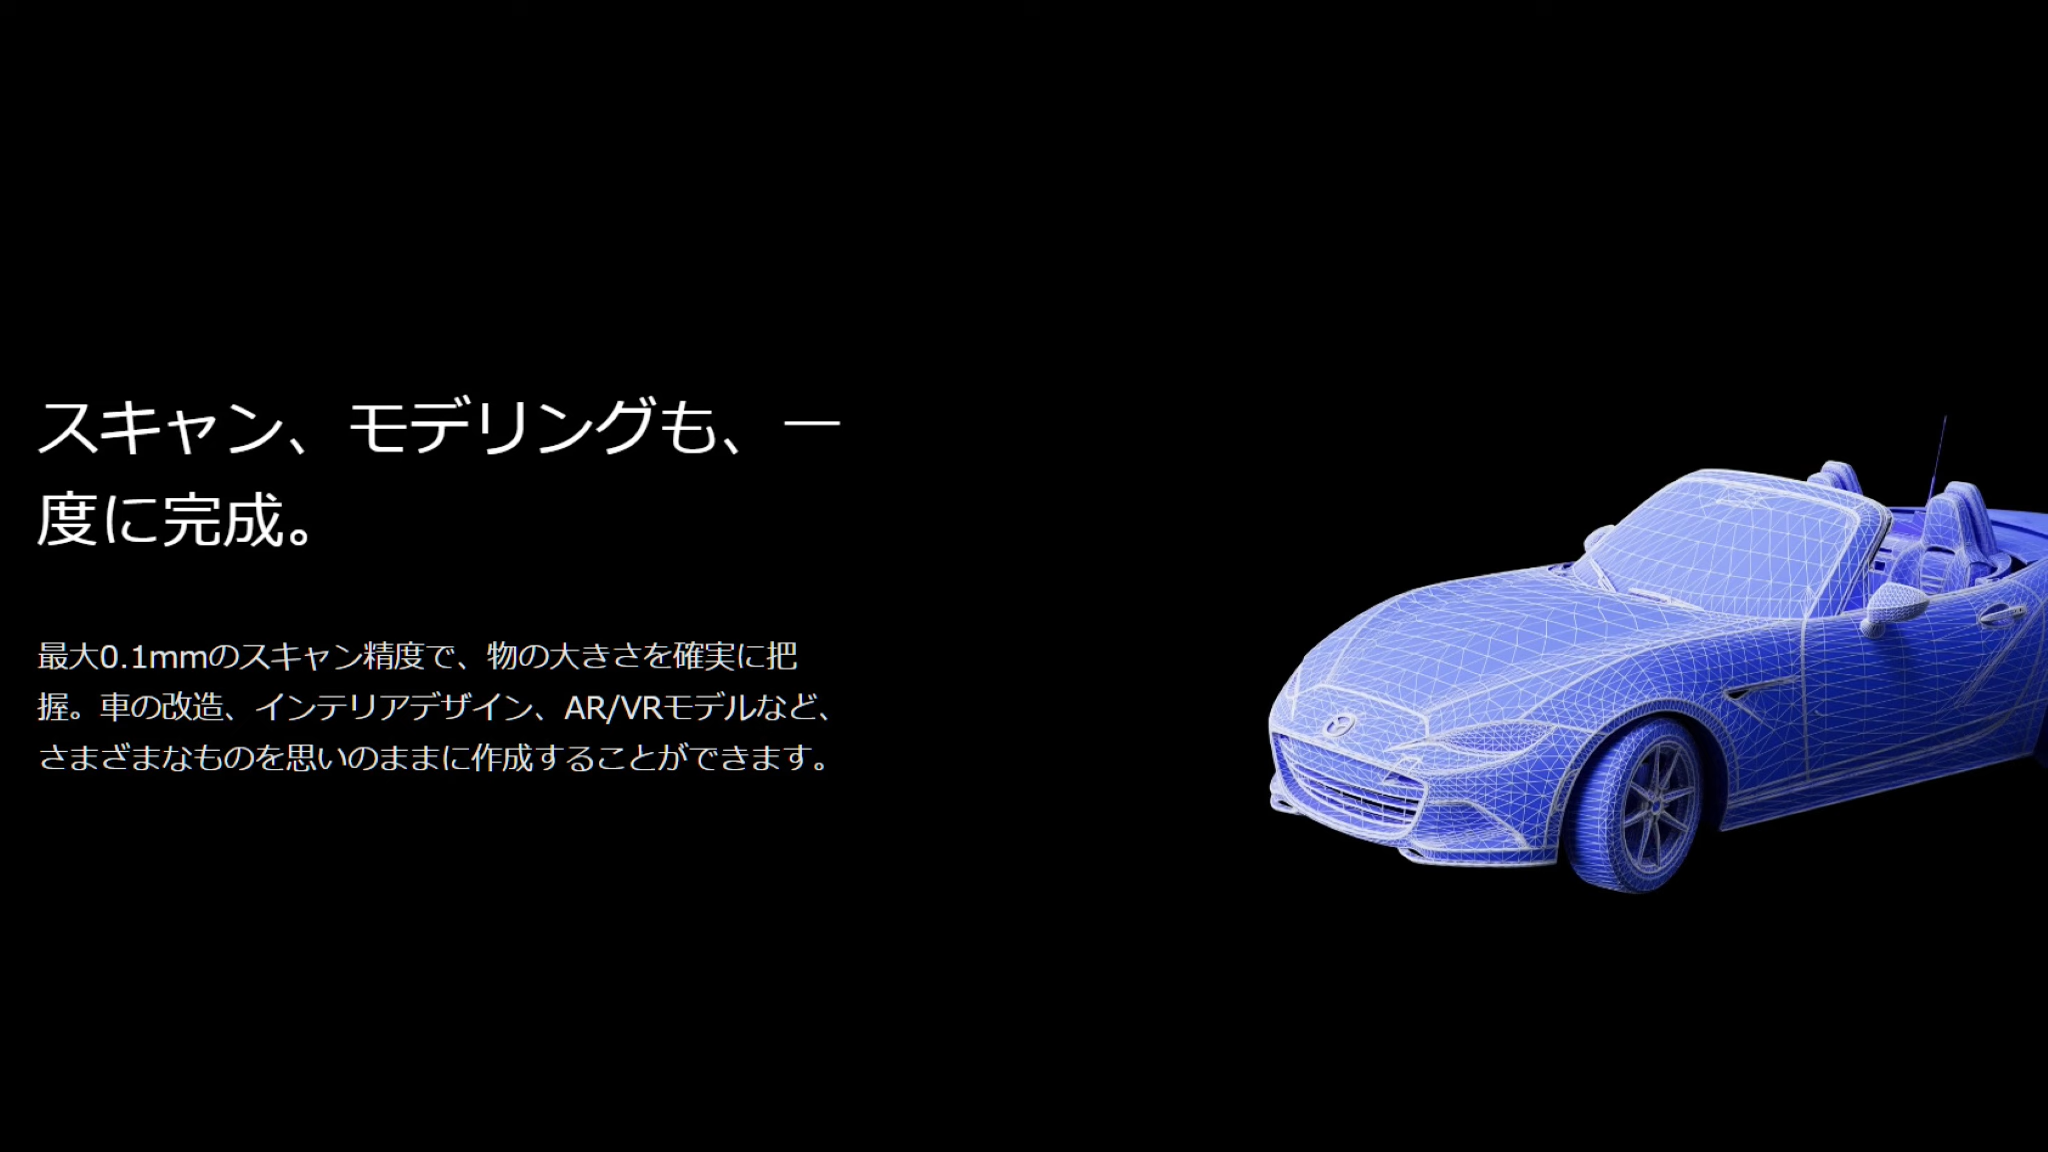 スキャン、モデリングも、一
度に完成。
最大0.1mmのスキャン精度で、物の大きさを確実に把
握。車の改造、インテリアデザイン、AR/VRモデルなど、
さまざまなものを思いのままに作成することができます。